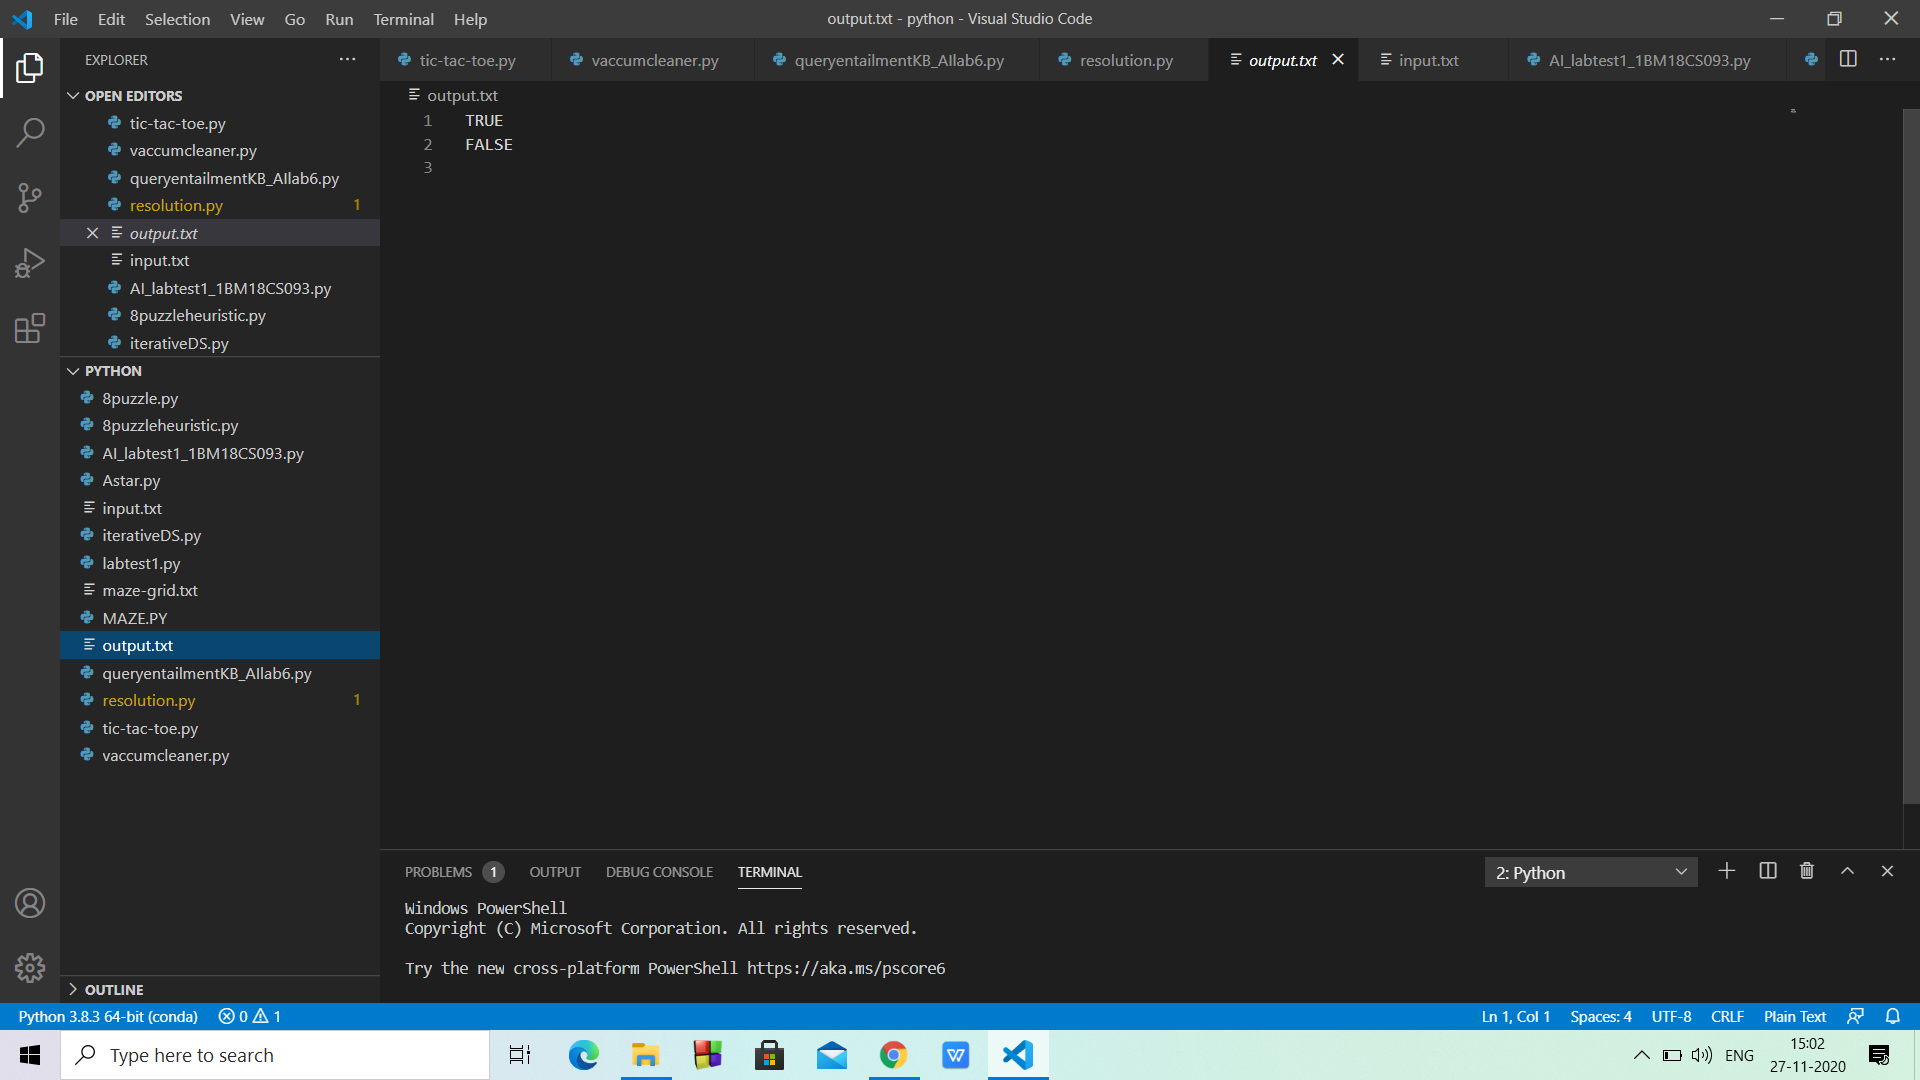 File Edit Selection View Go Run Terminal Help
output.txt - python - Visual Studio Code
EXPLORER
OPEN EDITORS
tic-tac-toe.py
vaccumcleaner.py
queryentailmentKB_AIlab6.py
resolution.py 1
output.txt
input.txt
AI_labtest1_1BM18CS093.py
8puzzleheuristic.py
iterativeDS.py
PYTHON
8puzzle.py
8puzzleheuristic.py
AI_labtest1_1BM18CS093.py
Astar.py
input.txt
iterativeDS.py
labtest1.py
maze-grid.txt
MAZE.PY
output.txt
queryentailmentKB_AIlab6.py
resolution.py 1
tic-tac-toe.py
vaccumcleaner.py
OUTLINE
tic-tac-toe.py vaccumcleaner.py queryentailmentKB_AIlab6.py resolution.py output.txt input.txt AI_labtest1_1BM18CS093.py
output.txt
1 TRUE
2 FALSE
3
PROBLEMS 1 OUTPUT DEBUG CONSOLE TERMINAL 2: Python
Windows PowerShell
Copyright (C) Microsoft Corporation. All rights reserved.
Try the new cross-platform PowerShell https://aka.ms/pscore6
Python 3.8.3 64-bit (conda) 0 1 Ln 1, Col 1 Spaces: 4 UTF-8 CRLF Plain Text
Type here to search
ENG
15:02
27-11-2020